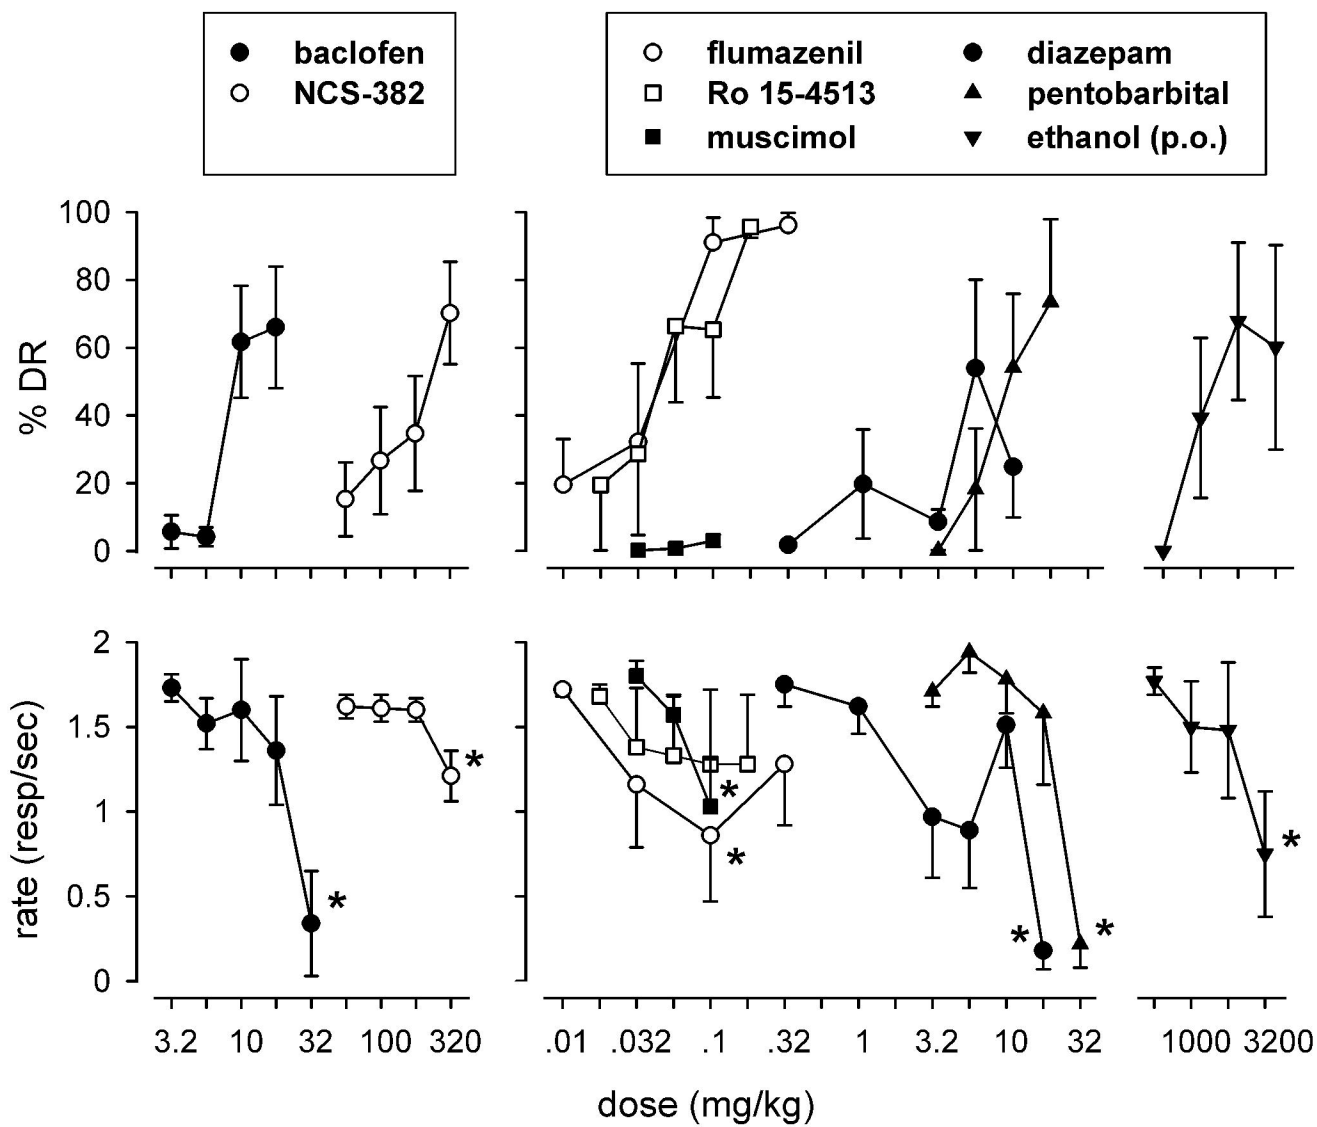 baclofen
NCS-382
flumazenil
Ro 15-4513
muscimol
diazepam
pentobarbital
ethanol (p.o.)
% DR
100
80
60
40
20
0
rate (resp/sec)
2
1.5
1
0.5
0
*
*
*
*
*
*
*
3.2 10 32 100 320
.01 .032 .1 .32 1 3.2 10 32
1000 3200
dose (mg/kg)